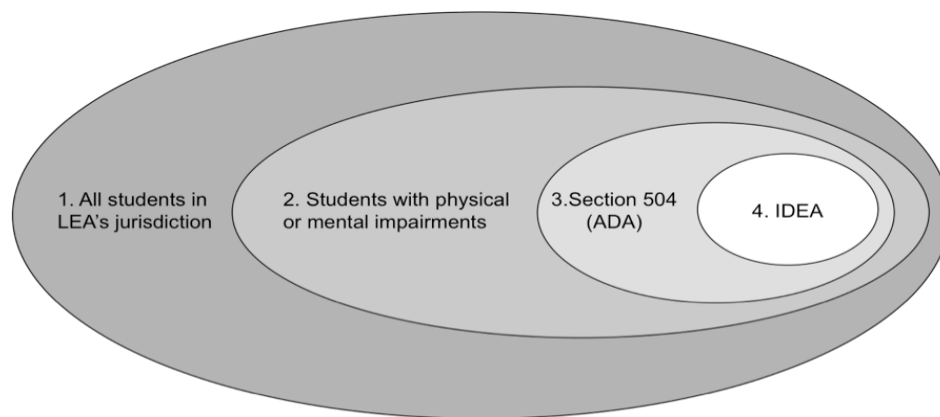 1. All students in
LEA's jurisdiction
2. Students with physical
or mental impairments
3.Section 504
(ADA)
4. IDEA